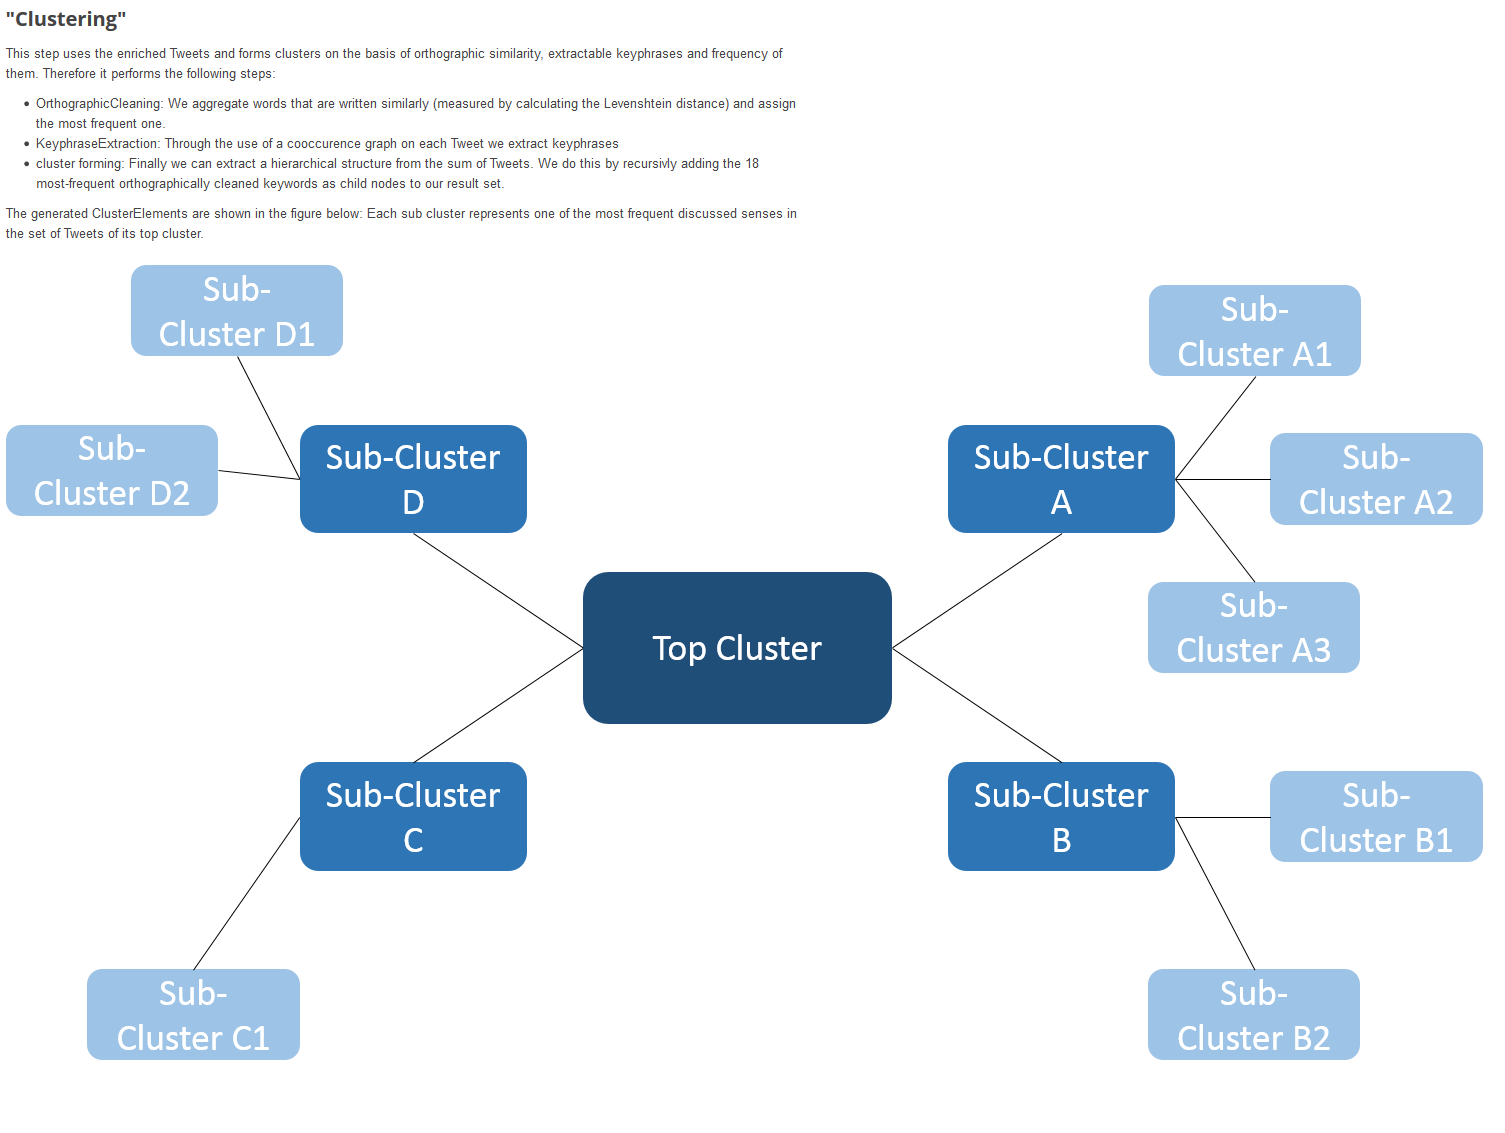 "Clustering"
This step uses the enriched Tweets and forms clusters on the basis of orthographic similarity, extractable keyphrases and frequency of
them. Therefore it performs the following steps:
OrthographicCleaning: We aggregate words that are written similarly (measured by calculating the Levenshtein distance) and assign
the most frequent one.
KeyphraseExtraction: Through the use of a cooccurence graph on each Tweet we extract keyphrases
cluster forming: Finally we can extract a hierarchical structure from the sum of Tweets. We do this by recursivly adding the 18
most-frequent orthographically cleaned keywords as child nodes to our result set.
The generated ClusterElements are shown in the figure below: Each sub cluster represents one of the most frequent discussed senses in
the set of Tweets of its top cluster.
Sub-
Cluster D1
Sub-
Cluster A1
Sub-
Cluster D2
Sub-Cluster
D
Sub-Cluster
A
Sub-
Cluster A2
Top Cluster
Sub-
Cluster A3
Sub-Cluster
C
Sub-Cluster
B
Sub-
Cluster B1
Sub-
Cluster C1
Sub-
Cluster B2